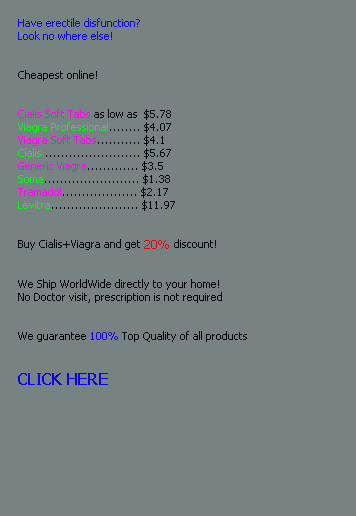 Have erectile disfunction?
Look no where else!
Cheapest online!
Cialis Soft Tabs as low as $5.78
Viagra Professional......... $4.07
Viagra Soft Tabs............ $4.1
Cialis .......................... $5.67
Generic Viagra.............. $3.5
Soma.......................... $1.38
Tramadol..................... $2.17
Levitra........................ $11.97
Buy Cialis+Viagra and get 20% discount!
We Ship WorldWide directly to your home!
No Doctor visit, prescription is not required
We guarantee 100% Top Quality of all products
CLICK HERE